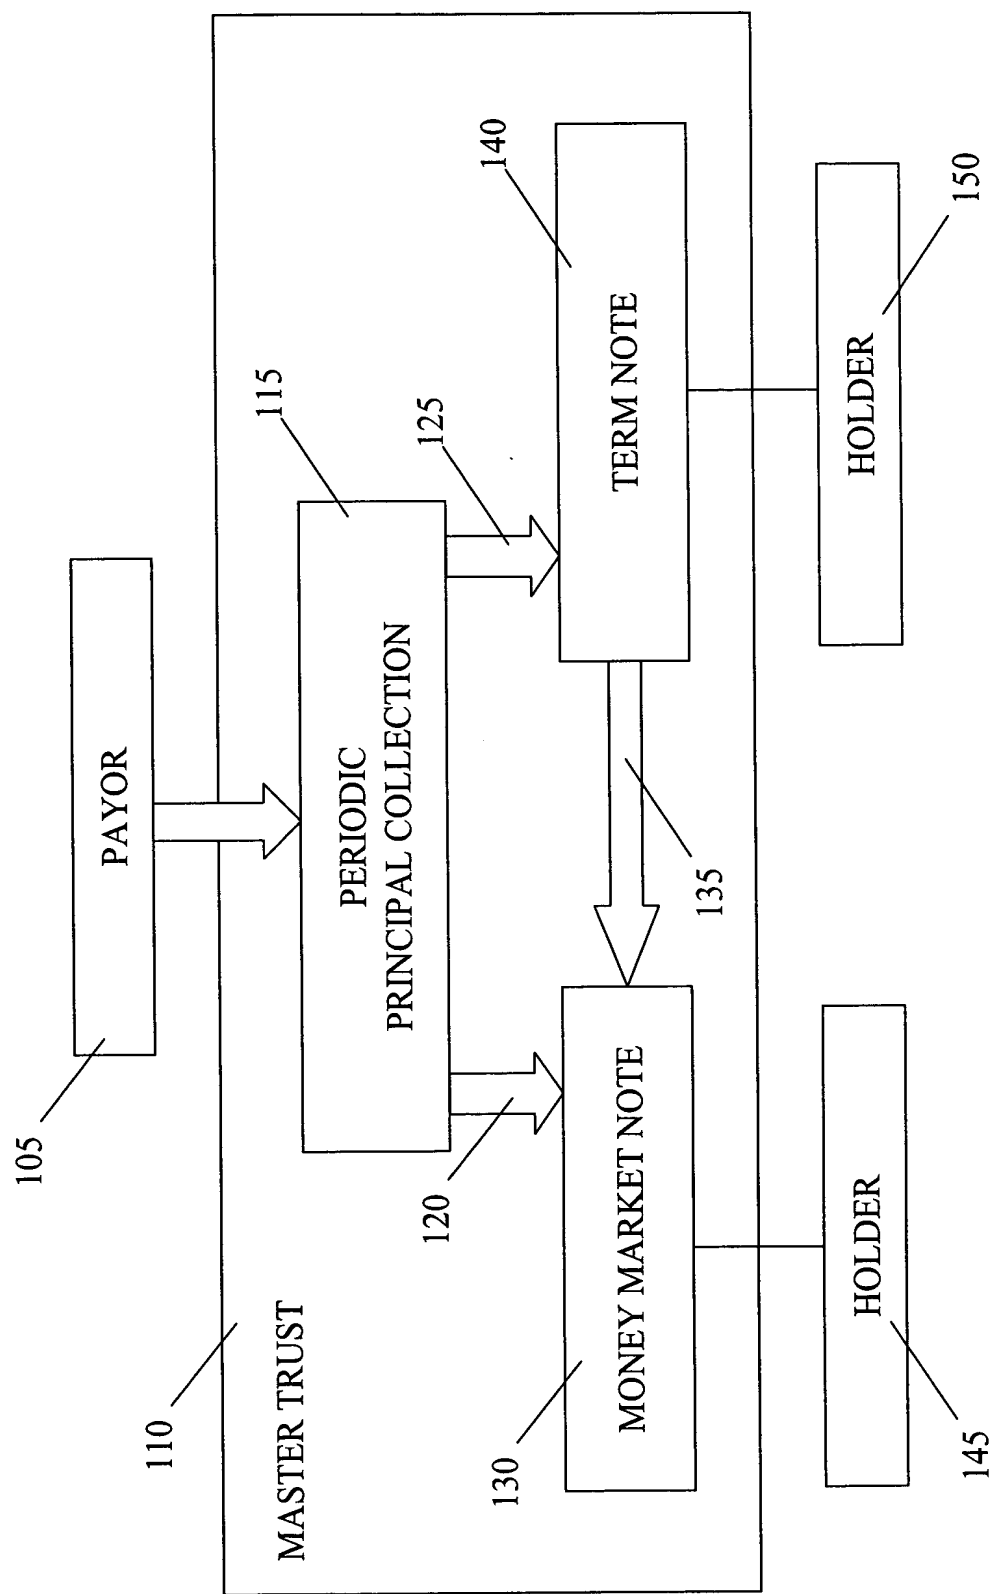 105
PAYOR
110
MASTER TRUST
PERIODIC
PRINCIPAL COLLECTION
115
120
125
130
MONEY MARKET NOTE
135
TERM NOTE
140
HOLDER
145
HOLDER
150